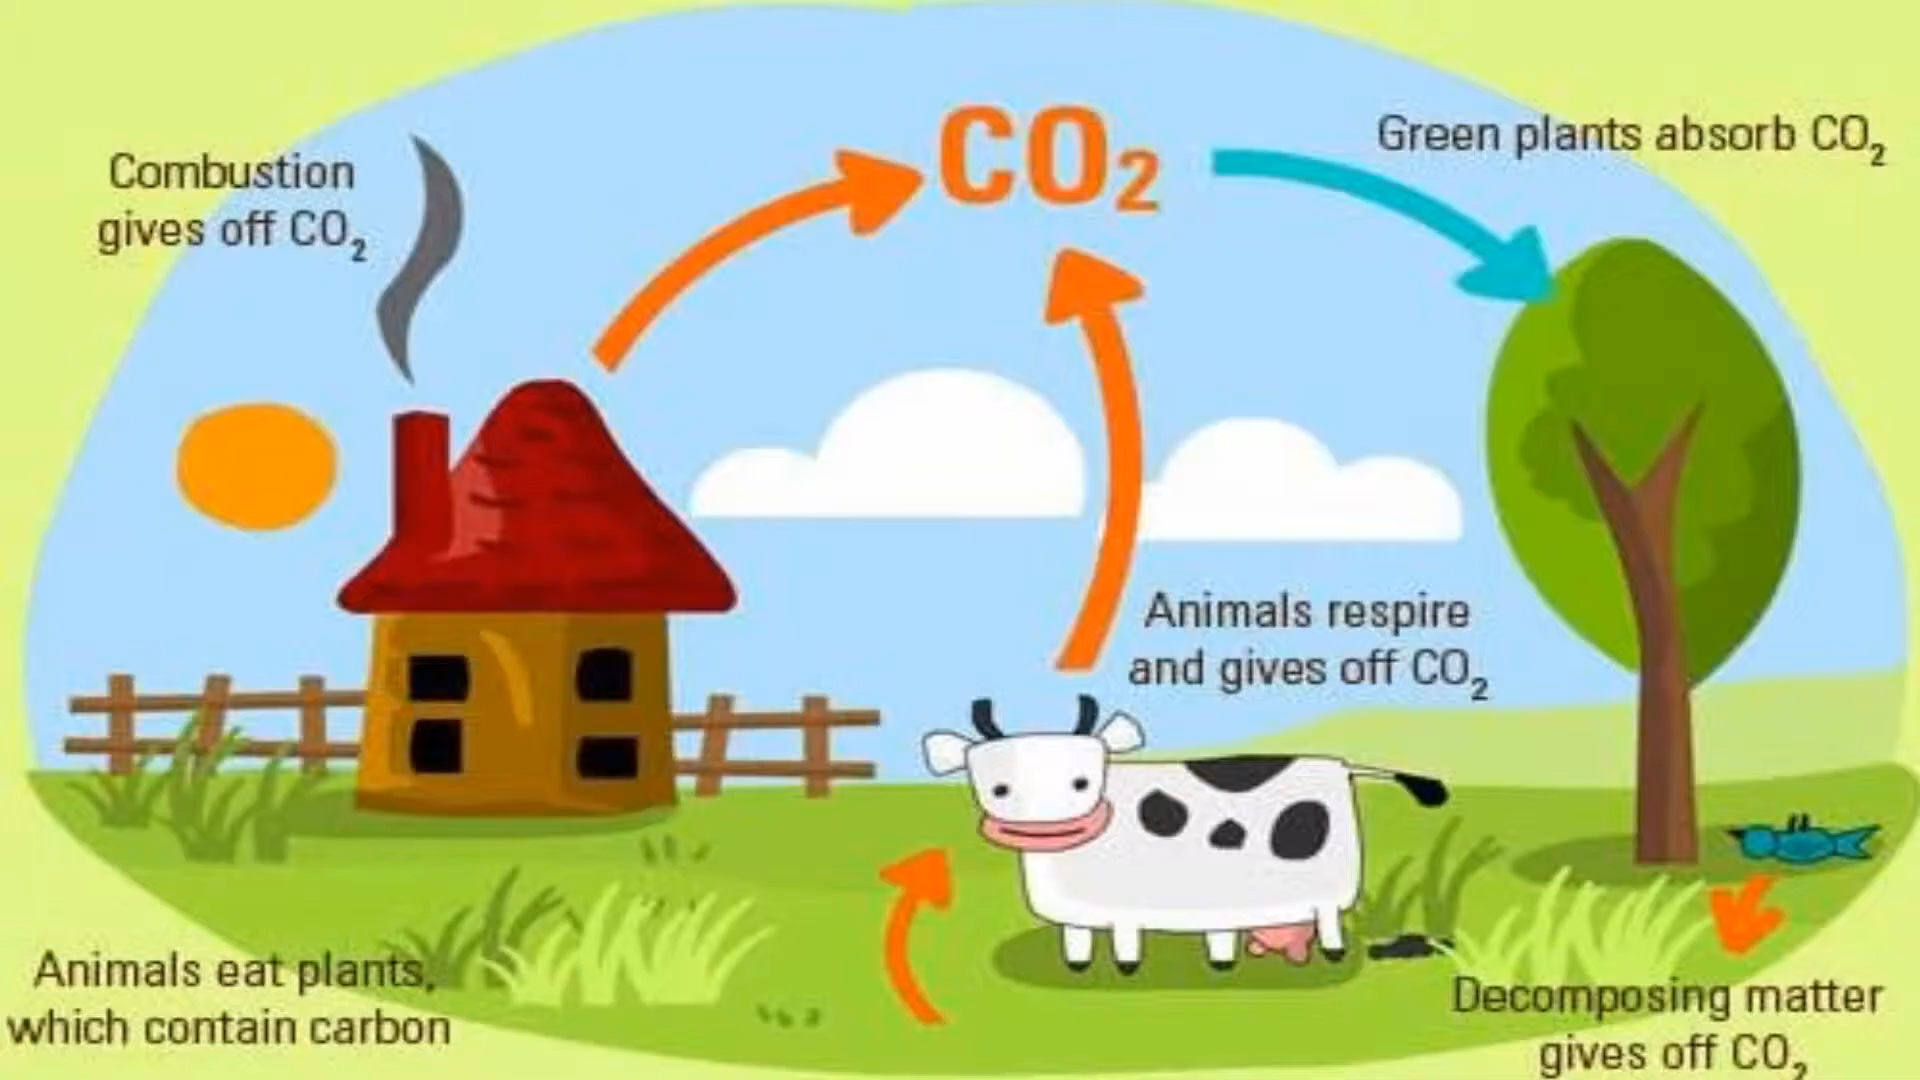 Combustion
gives off CO₂
CO₂
Green plants absorb CO₂
Animals respire
and gives off CO₂
Animals eat plants,
which contain carbon
Decomposing matter
gives off CO₂